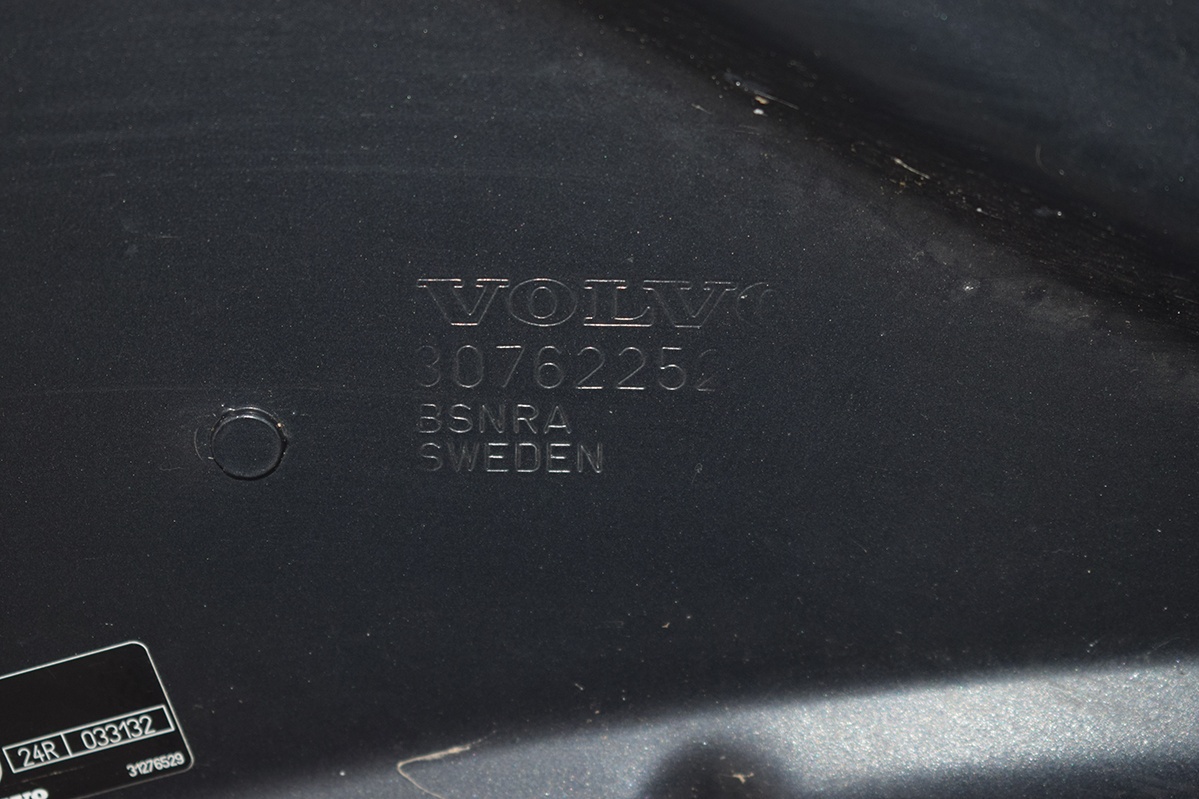 VOLVO
30762252
BSNRA
SWEDEN
24R 033132
31276529